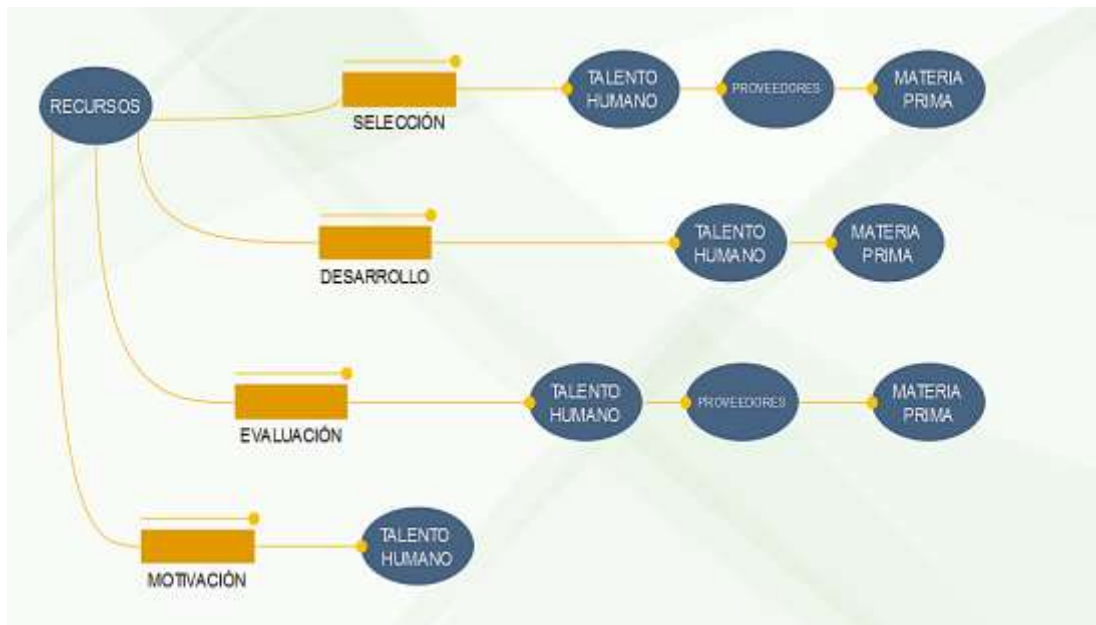 RECURSOS
TALENTO
HUMANO
PROVEEDORES
MATERIA
PRIMA
SELECCIÓN
TALENTO
HUMANO
MATERIA
PRIMA
DESARROLLO
TALENTO
HUMANO
PROVEEDORES
MATERIA
PRIMA
EVALUACIÓN
TALENTO
HUMANO
MOTIVACIÓN